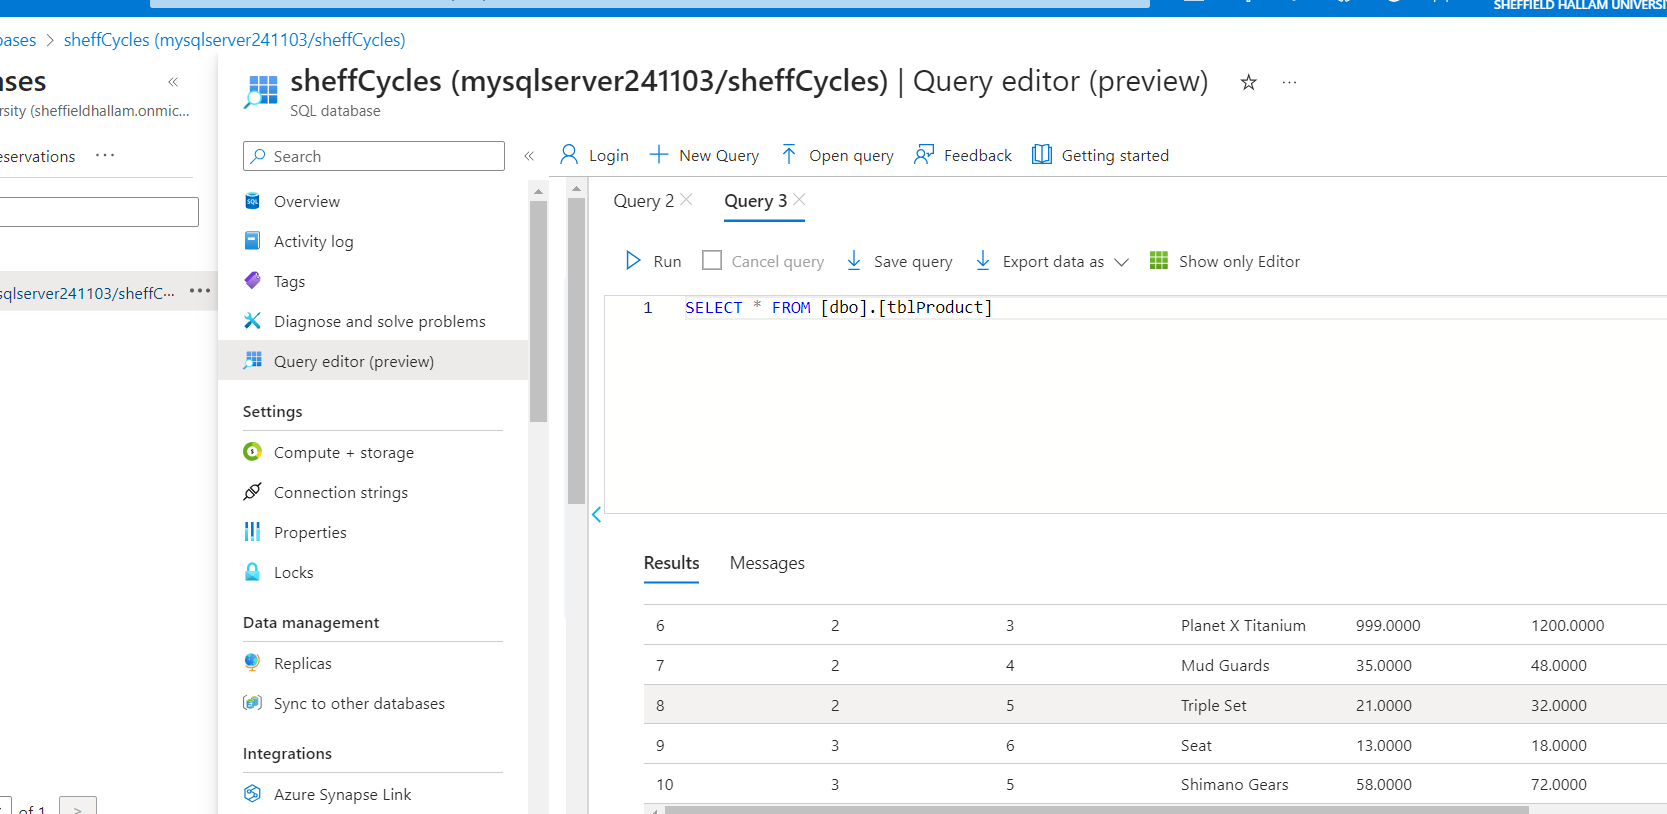 SHEFFIELD HALLAM UNIVERSI
bases > sheffCycles (mysqlserver241103/sheffCycles)
ases «
rsity (sheffieldhallam.onmic...
eservations ···
sqlserver241103/sheffC··· •••
of 1 >
sheffCycles (mysqlserver241103/sheffCycles) | Query editor (preview) ☆ ···
SQL database
Search «
Overview
Activity log
Tags
Diagnose and solve problems
Query editor (preview)
Settings
Compute + storage
Connection strings
Properties
Locks
Data management
Replicas
Sync to other databases
Integrations
Azure Synapse Link
Login New Query Open query Feedback Getting started
Query 2 × Query 3 ×
Run Cancel query Save query Export data as Show only Editor
1 SELECT * FROM [dbo].[tblProduct]
Results Messages
6 2 3 Planet X Titanium 999.0000 1200.0000
7 2 4 Mud Guards 35.0000 48.0000
8 2 5 Triple Set 21.0000 32.0000
9 3 6 Seat 13.0000 18.0000
10 3 5 Shimano Gears 58.0000 72.0000